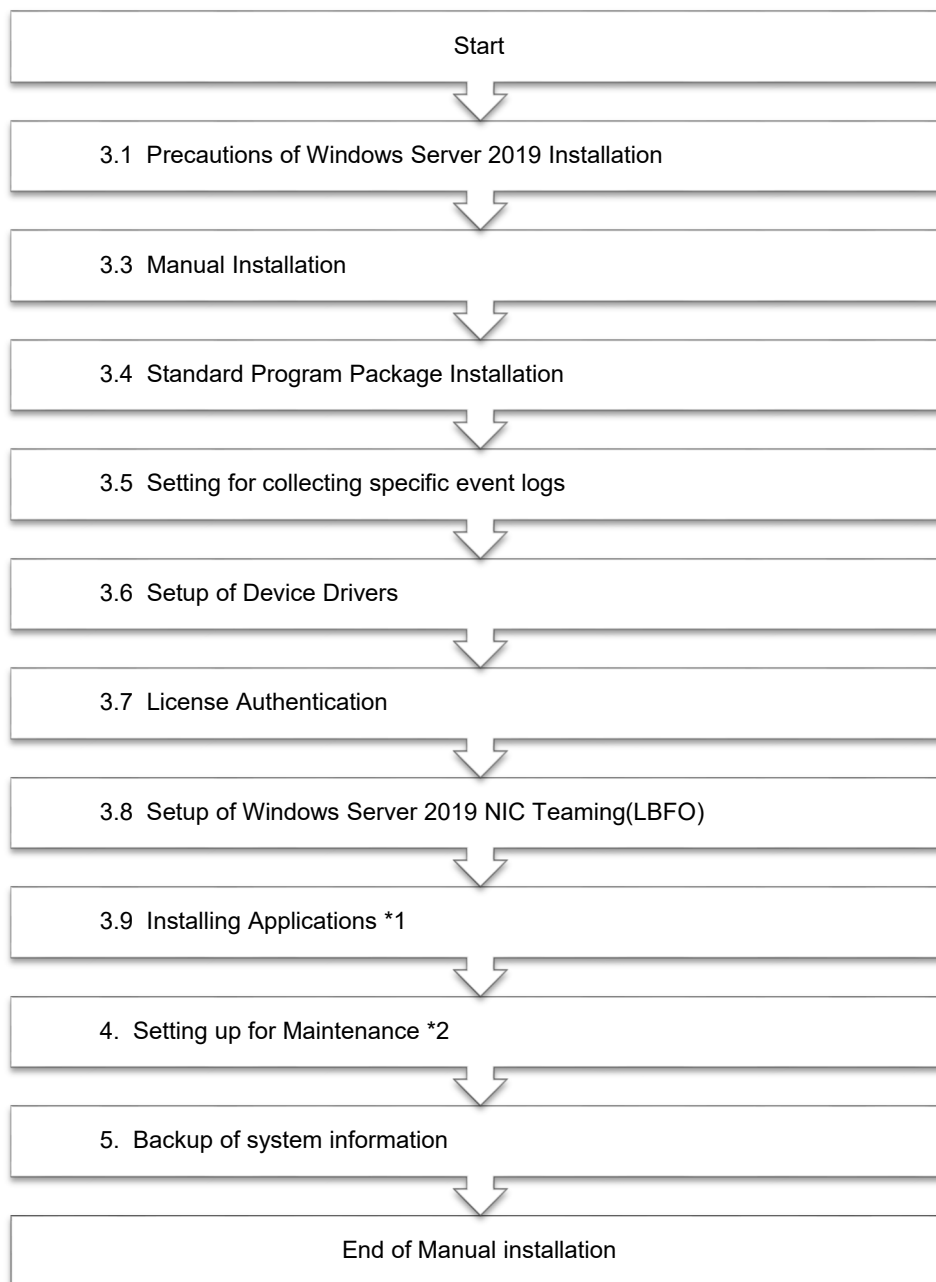 Start
3.1 Precautions of Windows Server 2019 Installation
3.3 Manual Installation
3.4 Standard Program Package Installation
3.5 Setting for collecting specific event logs
3.6 Setup of Device Drivers
3.7 License Authentication
3.8 Setup of Windows Server 2019 NIC Teaming(LBFO)
3.9 Installing Applications *1
4. Setting up for Maintenance *2
5. Backup of system information
End of Manual installation